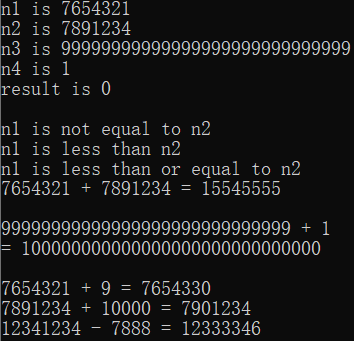 n1 is 7654321
n2 is 7891234
n3 is 99999999999999999999999999999
n4 is 1
result is 0
n1 is not equal to n2
n1 is less than n2
n1 is less than or equal to n2
7654321 + 7891234 = 15545555
99999999999999999999999999999 + 1
= 100000000000000000000000000000
7654321 + 9 = 7654330
7891234 + 10000 = 7901234
12341234 - 7888 = 12333346